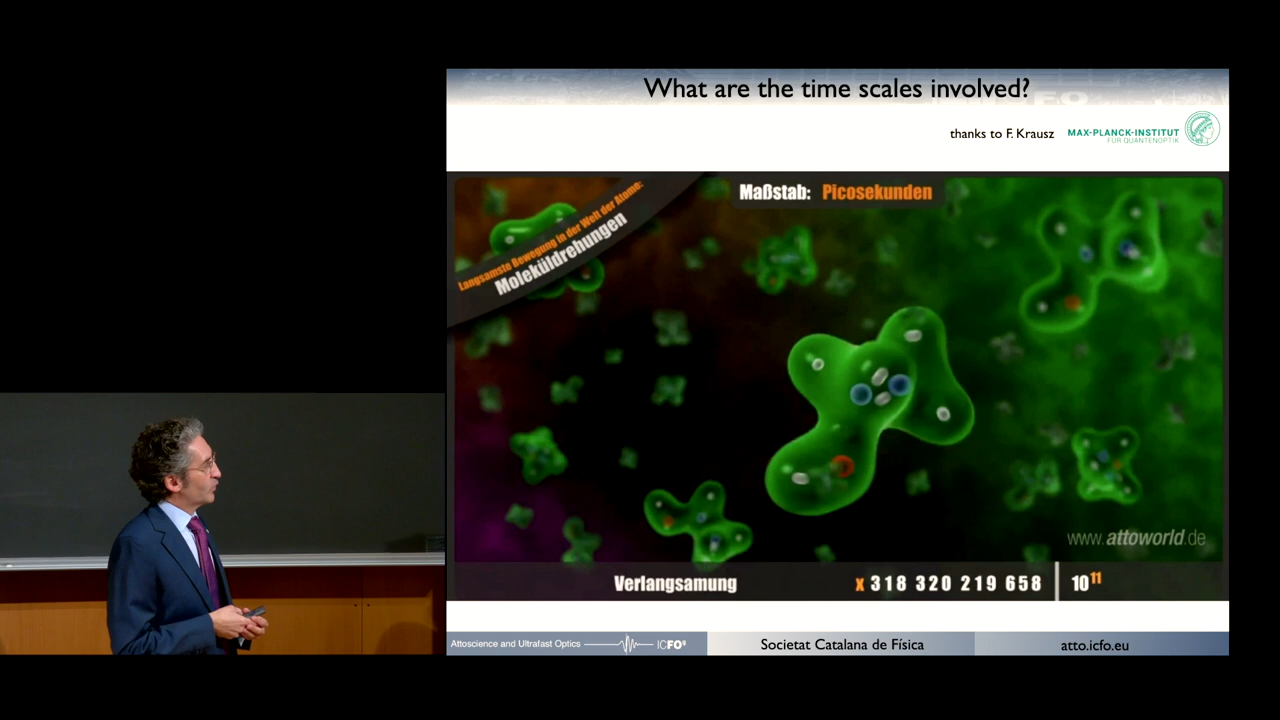 What are the time scales involved?
thanks to F. Krausz
MAX-PLANCK-INSTITUT
FÜR QUANTENOPTIK
Maßstab: Picosekunden
Langsamste Bewegung in der Welt der Atome:
Moleküldrehungen
www.attoworld.de
Verlangsamung x 318 320 219 658 10¹¹
Attoscience and Ultrafast Optics ICFO
Societat Catalana de Física
atto.icfo.eu